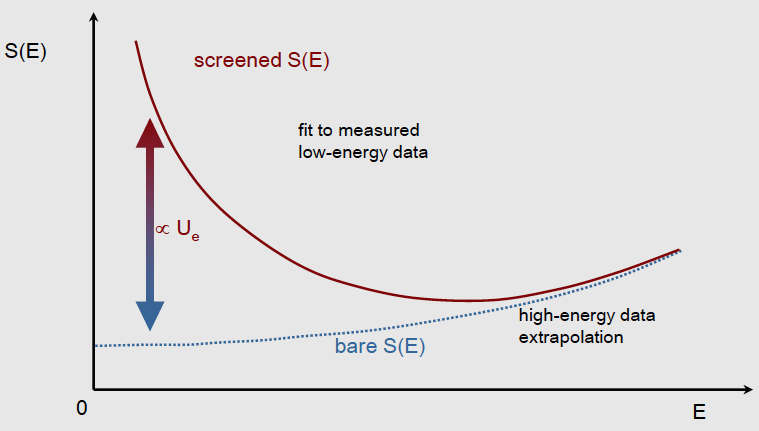 S(E)
screened S(E)
fit to measured
low-energy data
∝ Ue
high-energy data
extrapolation
bare S(E)
0
E